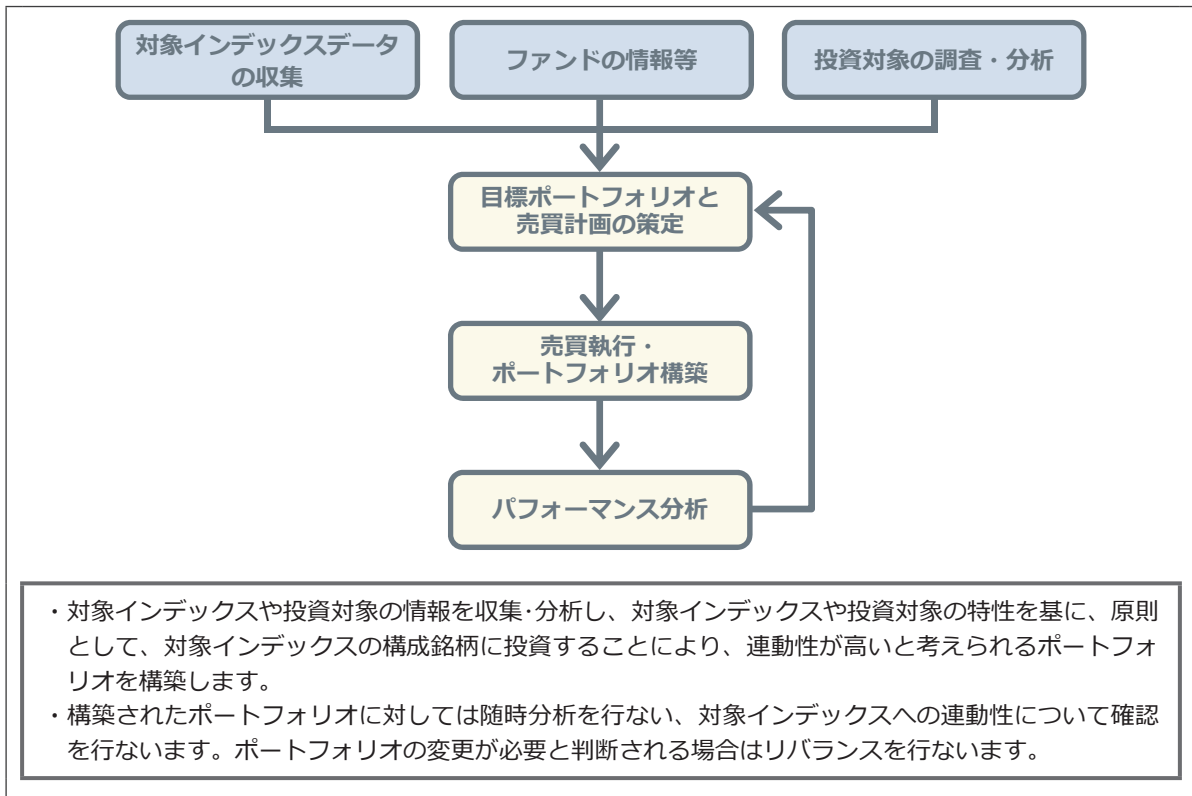 対象インデックスデータ
の収集
ファンドの情報等
投資対象の調査・分析
目標ポートフォリオと
売買計画の策定
売買執行・
ポートフォリオ構築
パフォーマンス分析
・対象インデックスや投資対象の情報を収集･分析し、対象インデックスや投資対象の特性を基に、原則
として、対象インデックスの構成銘柄に投資することにより、連動性が高いと考えられるポートフォ
リオを構築します。
・構築されたポートフォリオに対しては随時分析を行ない、対象インデックスへの連動性について確認
を行ないます。ポートフォリオの変更が必要と判断される場合はリバランスを行ないます。